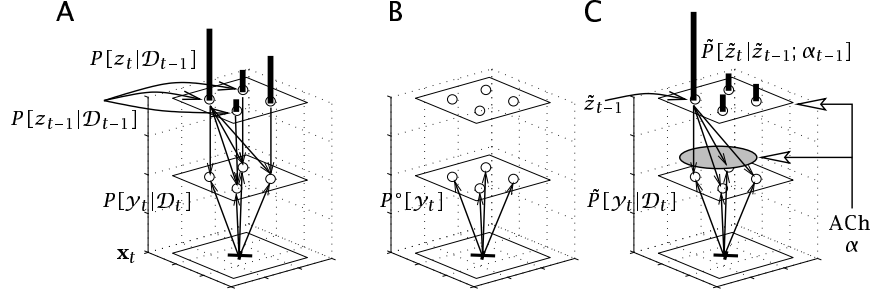 A
B
C
P[z_t|𝒟_{t−1}]
P[z_{t−1}|𝒟_{t−1}]
P[y_t|𝒟_t]
x_t
P°[y_t]
P̃[z̃_t|z̃_{t−1}; α_{t−1}]
z̃_{t−1}
P̃[y_t|𝒟_t]
ACh
α